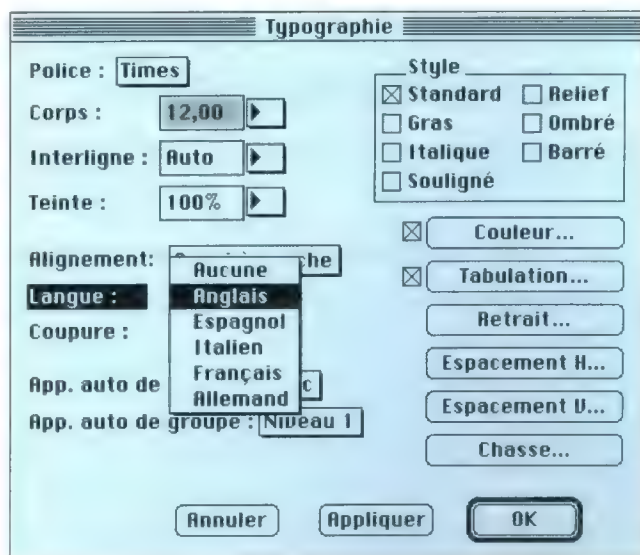 Typographie
Police : Times
Corps : 12,00
Interligne : Auto
Teinte : 100%
Style
Standard Relief
Gras Ombré
Italique Barré
Souligné
Alignement: che
Langue :
Coupure :
Aucune
Anglais
Espagnol
Italien
Français
Allemand
App. auto de c
App. auto de groupe : Niveau 1
Couleur...
Tabulation...
Retrait...
Espacement H...
Espacement V...
Chasse...
Annuler Appliquer OK